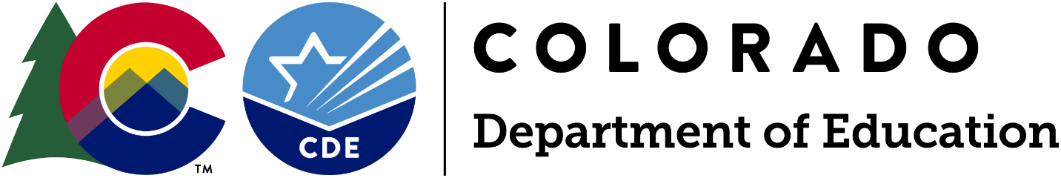 CDE
COLORADO
Department of Education
TM